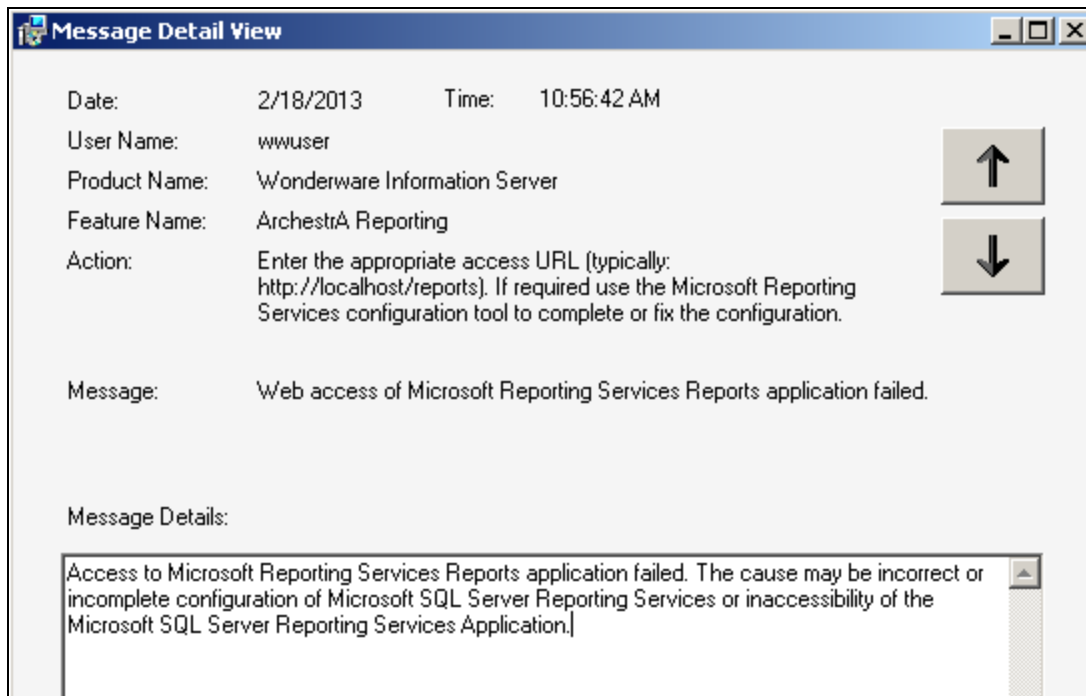 Message Detail View
Date: 2/18/2013 Time: 10:56:42 AM
User Name: wwuser
Product Name: Wonderware Information Server
Feature Name: ArchestrA Reporting
Action: Enter the appropriate access URL (typically:
http://localhost/reports). If required use the Microsoft Reporting
Services configuration tool to complete or fix the configuration.
Message: Web access of Microsoft Reporting Services Reports application failed.
Message Details:
Access to Microsoft Reporting Services Reports application failed. The cause may be incorrect or
incomplete configuration of Microsoft SQL Server Reporting Services or inaccessibility of the
Microsoft SQL Server Reporting Services Application.